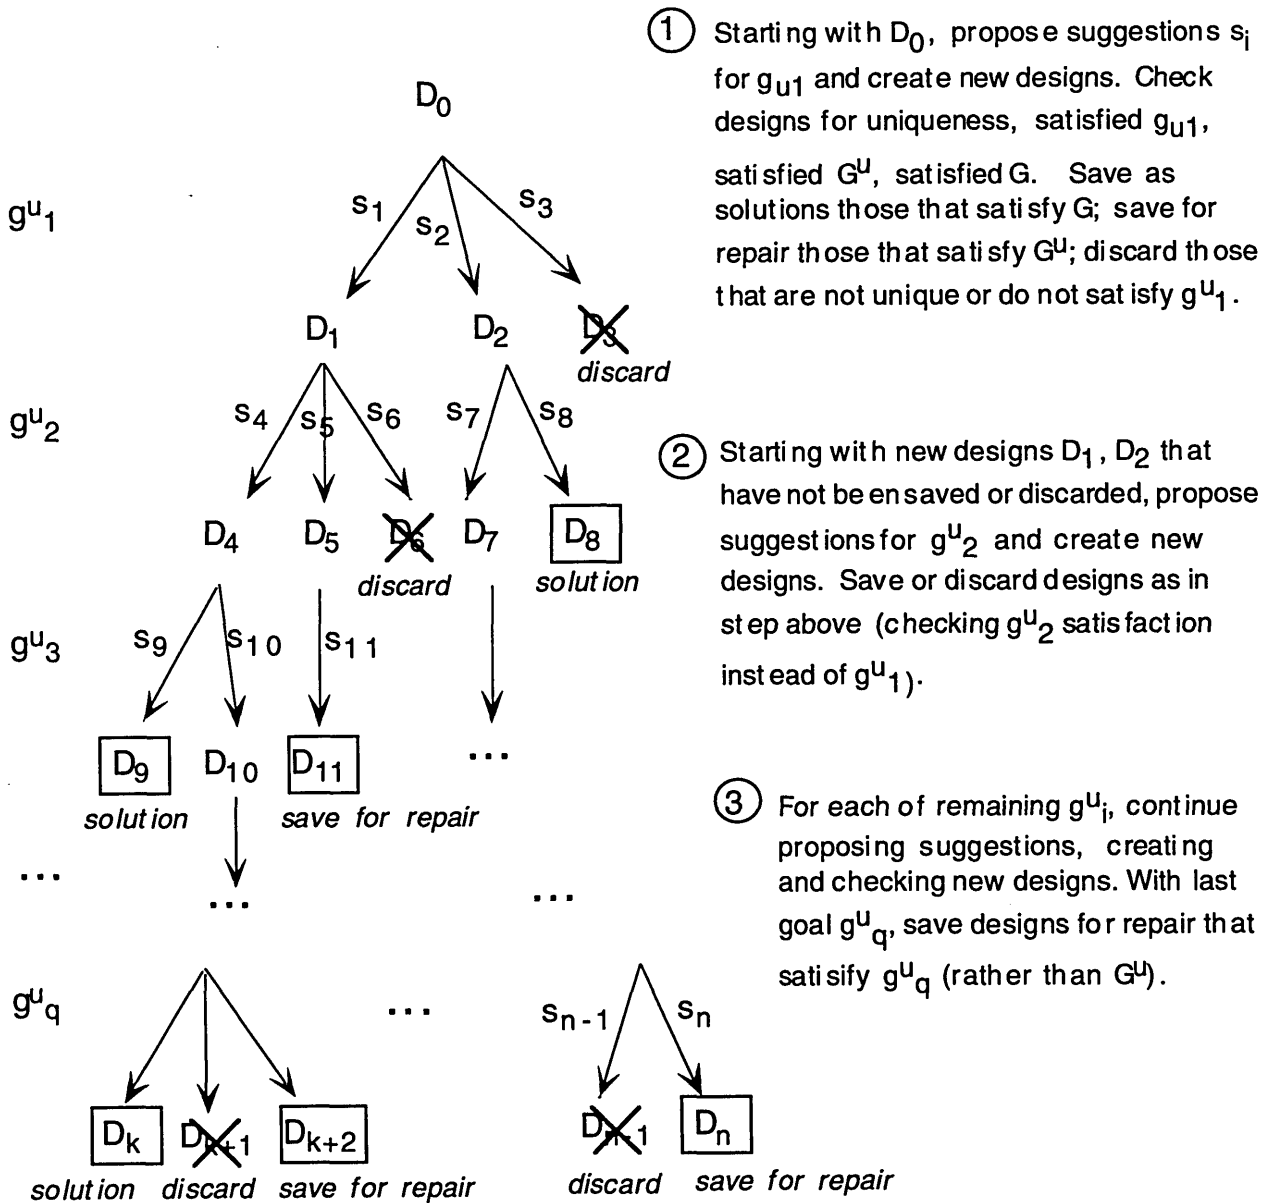 ① Starting with D₀, propose suggestions sᵢ
for gᵤ₁ and create new designs. Check
designs for uniqueness, satisfied gᵤ₁,
satisfied Gᵘ, satisfied G. Save as
solutions those that satisfy G; save for
repair those that satisfy Gᵘ; discard those
that are not unique or do not satisfy gᵘ₁.
D₀
gᵘ₁
s₁ s₂ s₃
D₁ D₂ D₃
discard
gᵘ₂
s₄ s₅ s₆ s₇ s₈
② Starting with new designs D₁, D₂ that
have not been saved or discarded, propose
suggestions for gᵘ₂ and create new
designs. Save or discard designs as in
step above (checking gᵘ₂ satisfaction
instead of gᵘ₁).
D₄ D₅ D₆ D₇ D₈
discard solution
gᵘ₃
s₉ s₁₀ s₁₁
D₉ D₁₀ D₁₁ ...
solution save for repair
③ For each of remaining gᵘᵢ, continue
proposing suggestions, creating
and checking new designs. With last
goal gᵘq, save designs for repair that
satisify gᵘq (rather than Gᵘ).
... ... ...
gᵘq
... sₙ₋₁ sₙ
Dₖ Dₖ₊₁ Dₖ₊₂ Dₙ₋₁ Dₙ
solution discard save for repair discard save for repair